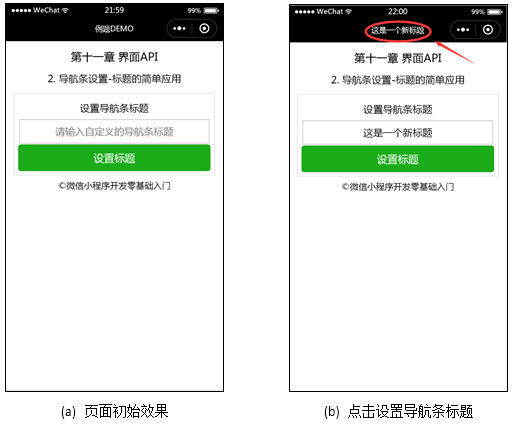 ●●●●● WeChat 21:59 99%
例题DEMO
第十一章 界面API
2. 导航条设置-标题的简单应用
设置导航条标题
请输入自定义的导航条标题
设置标题
©微信小程序开发零基础入门
(a) 页面初始效果
●●●●● WeChat 22:00 99%
这是一个新标题
第十一章 界面API
2. 导航条设置-标题的简单应用
设置导航条标题
这是一个新标题
设置标题
©微信小程序开发零基础入门
(b) 点击设置导航条标题